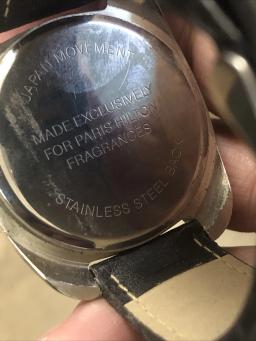 JAPAN MOVEMENT
MADE EXCLUSIVELY
FOR PARIS HILTON
FRAGRANCES
STAINLESS STEEL BACK